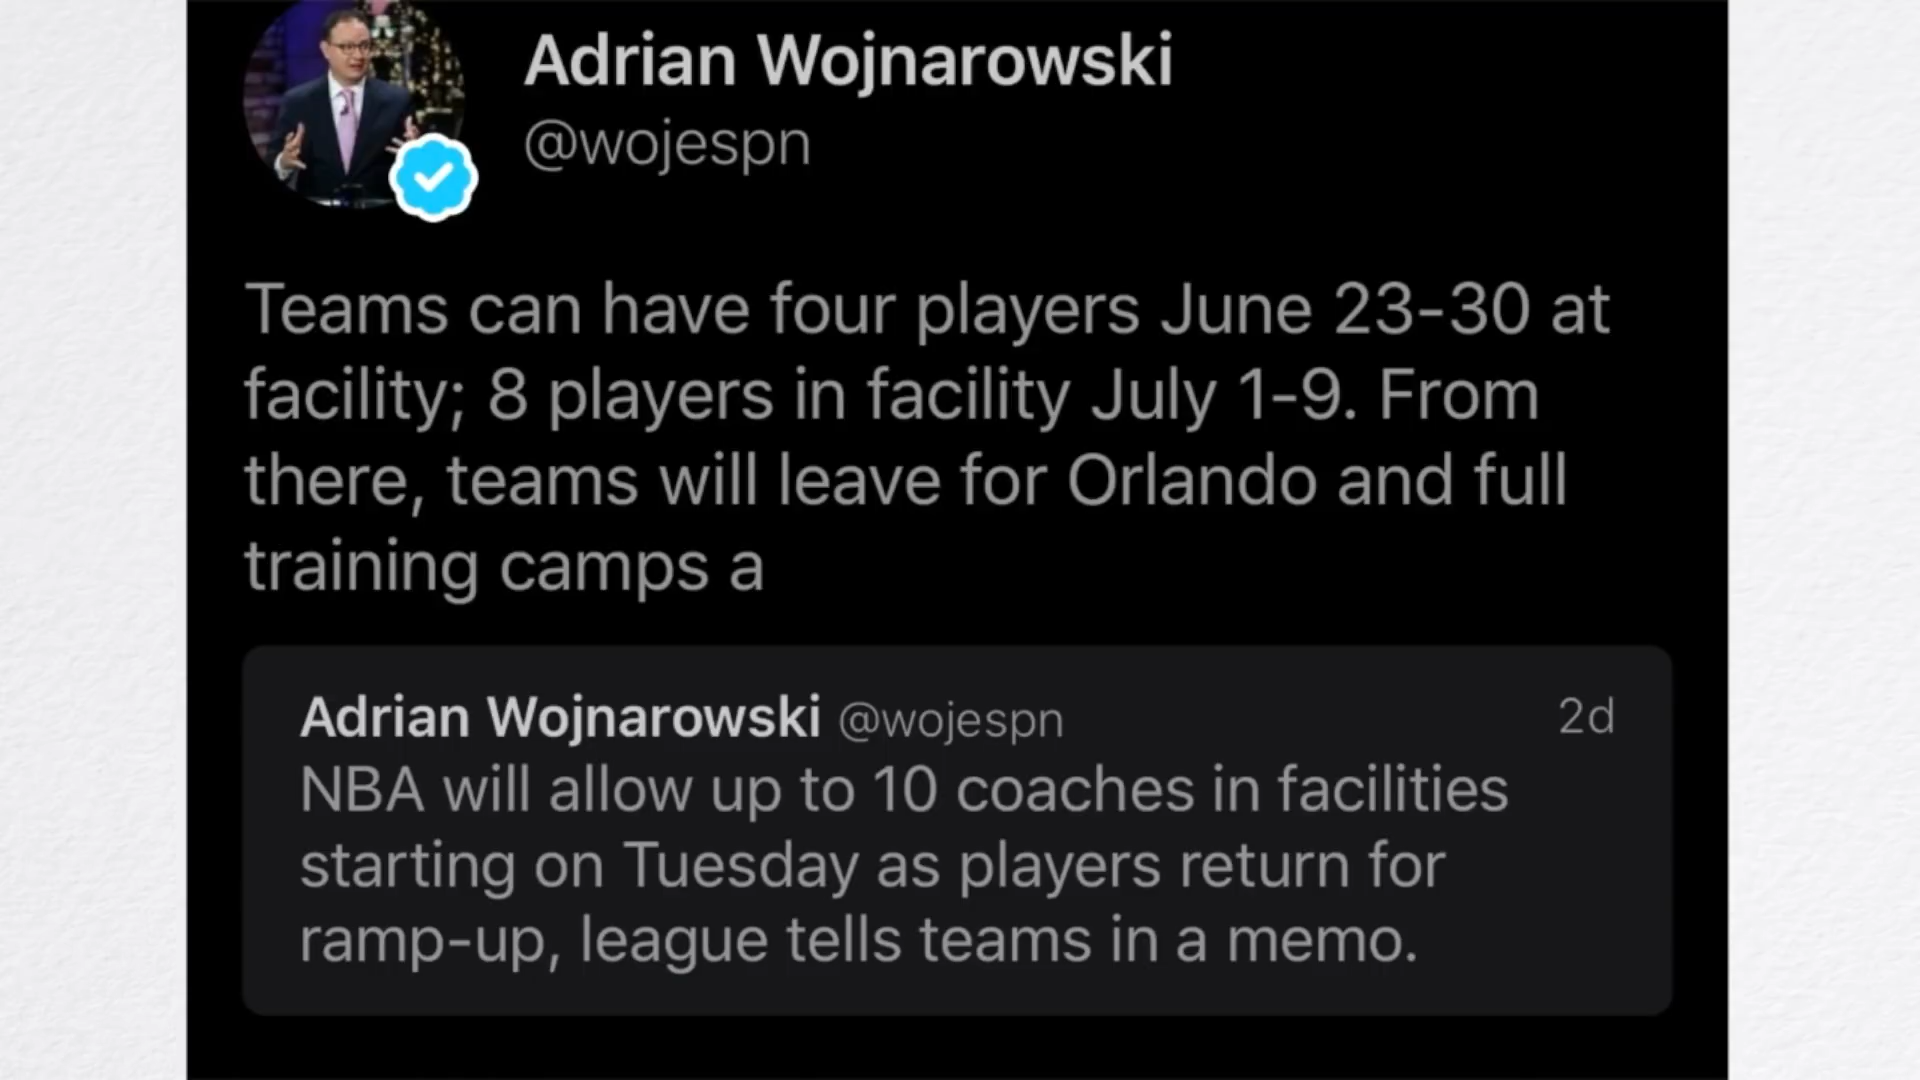 Adrian Wojnarowski
@wojespn
Teams can have four players June 23-30 at
facility; 8 players in facility July 1-9. From
there, teams will leave for Orlando and full
training camps a
Adrian Wojnarowski @wojespn 2d
NBA will allow up to 10 coaches in facilities
starting on Tuesday as players return for
ramp-up, league tells teams in a memo.